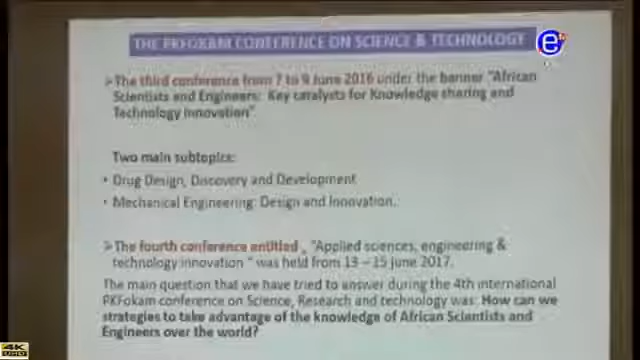 THE PKFOKAM CONFERENCE ON SCIENCE & TECHNOLOGY
e
➢The third conference from 7 to 9 June 2016 under the banner "African
Scientists and Engineers: Key catalysts for Knowledge sharing and
Technology Innovation"
Two main subtopics:
• Drug Design, Discovery and Development
• Mechanical Engineering: Design and Innovation.
➢The fourth conference entitled , "Applied sciences, engineering &
technology innovation " was held from 13 – 15 June 2017.
The main question that we have tried to answer during the 4th international
PKFokam conference on Science, Research and technology was: How can we
strategies to take advantage of the knowledge of African Scientists and
Engineers over the world?
4K
UHD